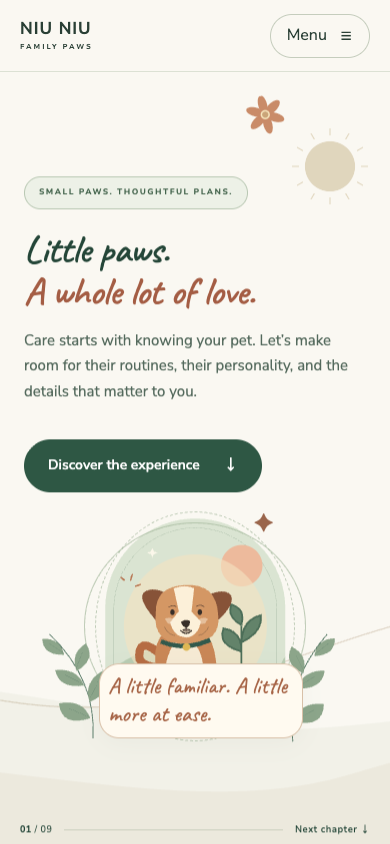 NIU NIU
FAMILY PAWS
Menu
SMALL PAWS. THOUGHTFUL PLANS.
Little paws.
A whole lot of love.
Care starts with knowing your pet. Let's make
room for their routines, their personality, and the
details that matter to you.
Discover the experience ↓
A little familiar. A little
more at ease.
01 / 09
Next chapter ↓